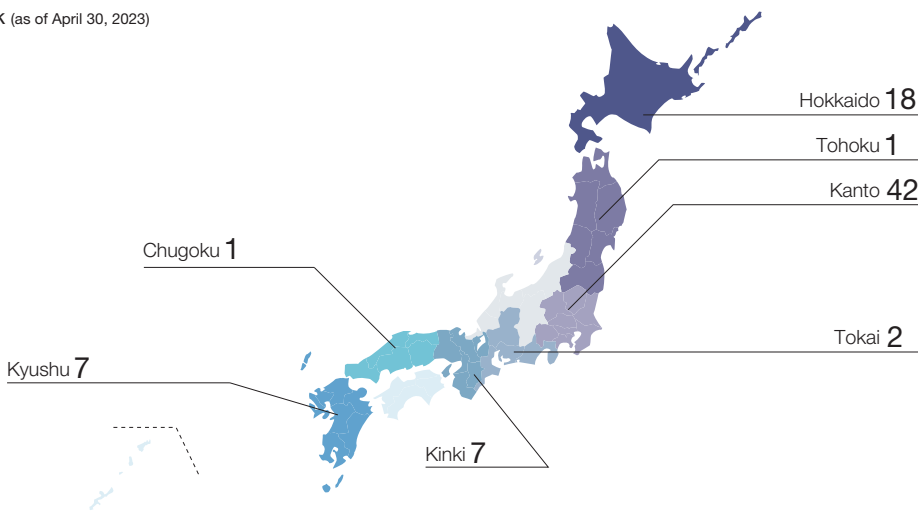 (as of April 30, 2023)
Hokkaido 18
Tohoku 1
Kanto 42
Chugoku 1
Tokai 2
Kyushu 7
Kinki 7